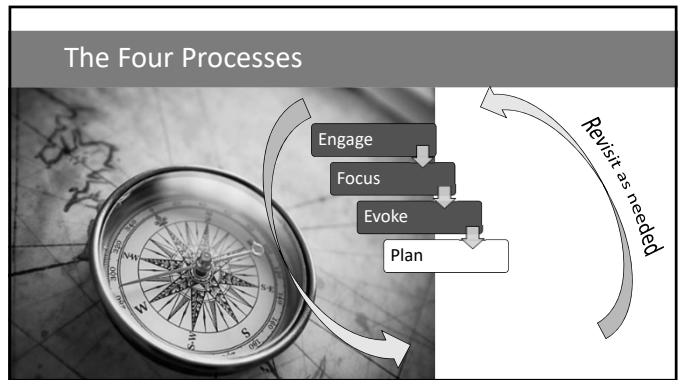 The Four Processes
Engage
Focus
Evoke
Plan
Revisit as needed
N-W
W
S-W
S
S-E